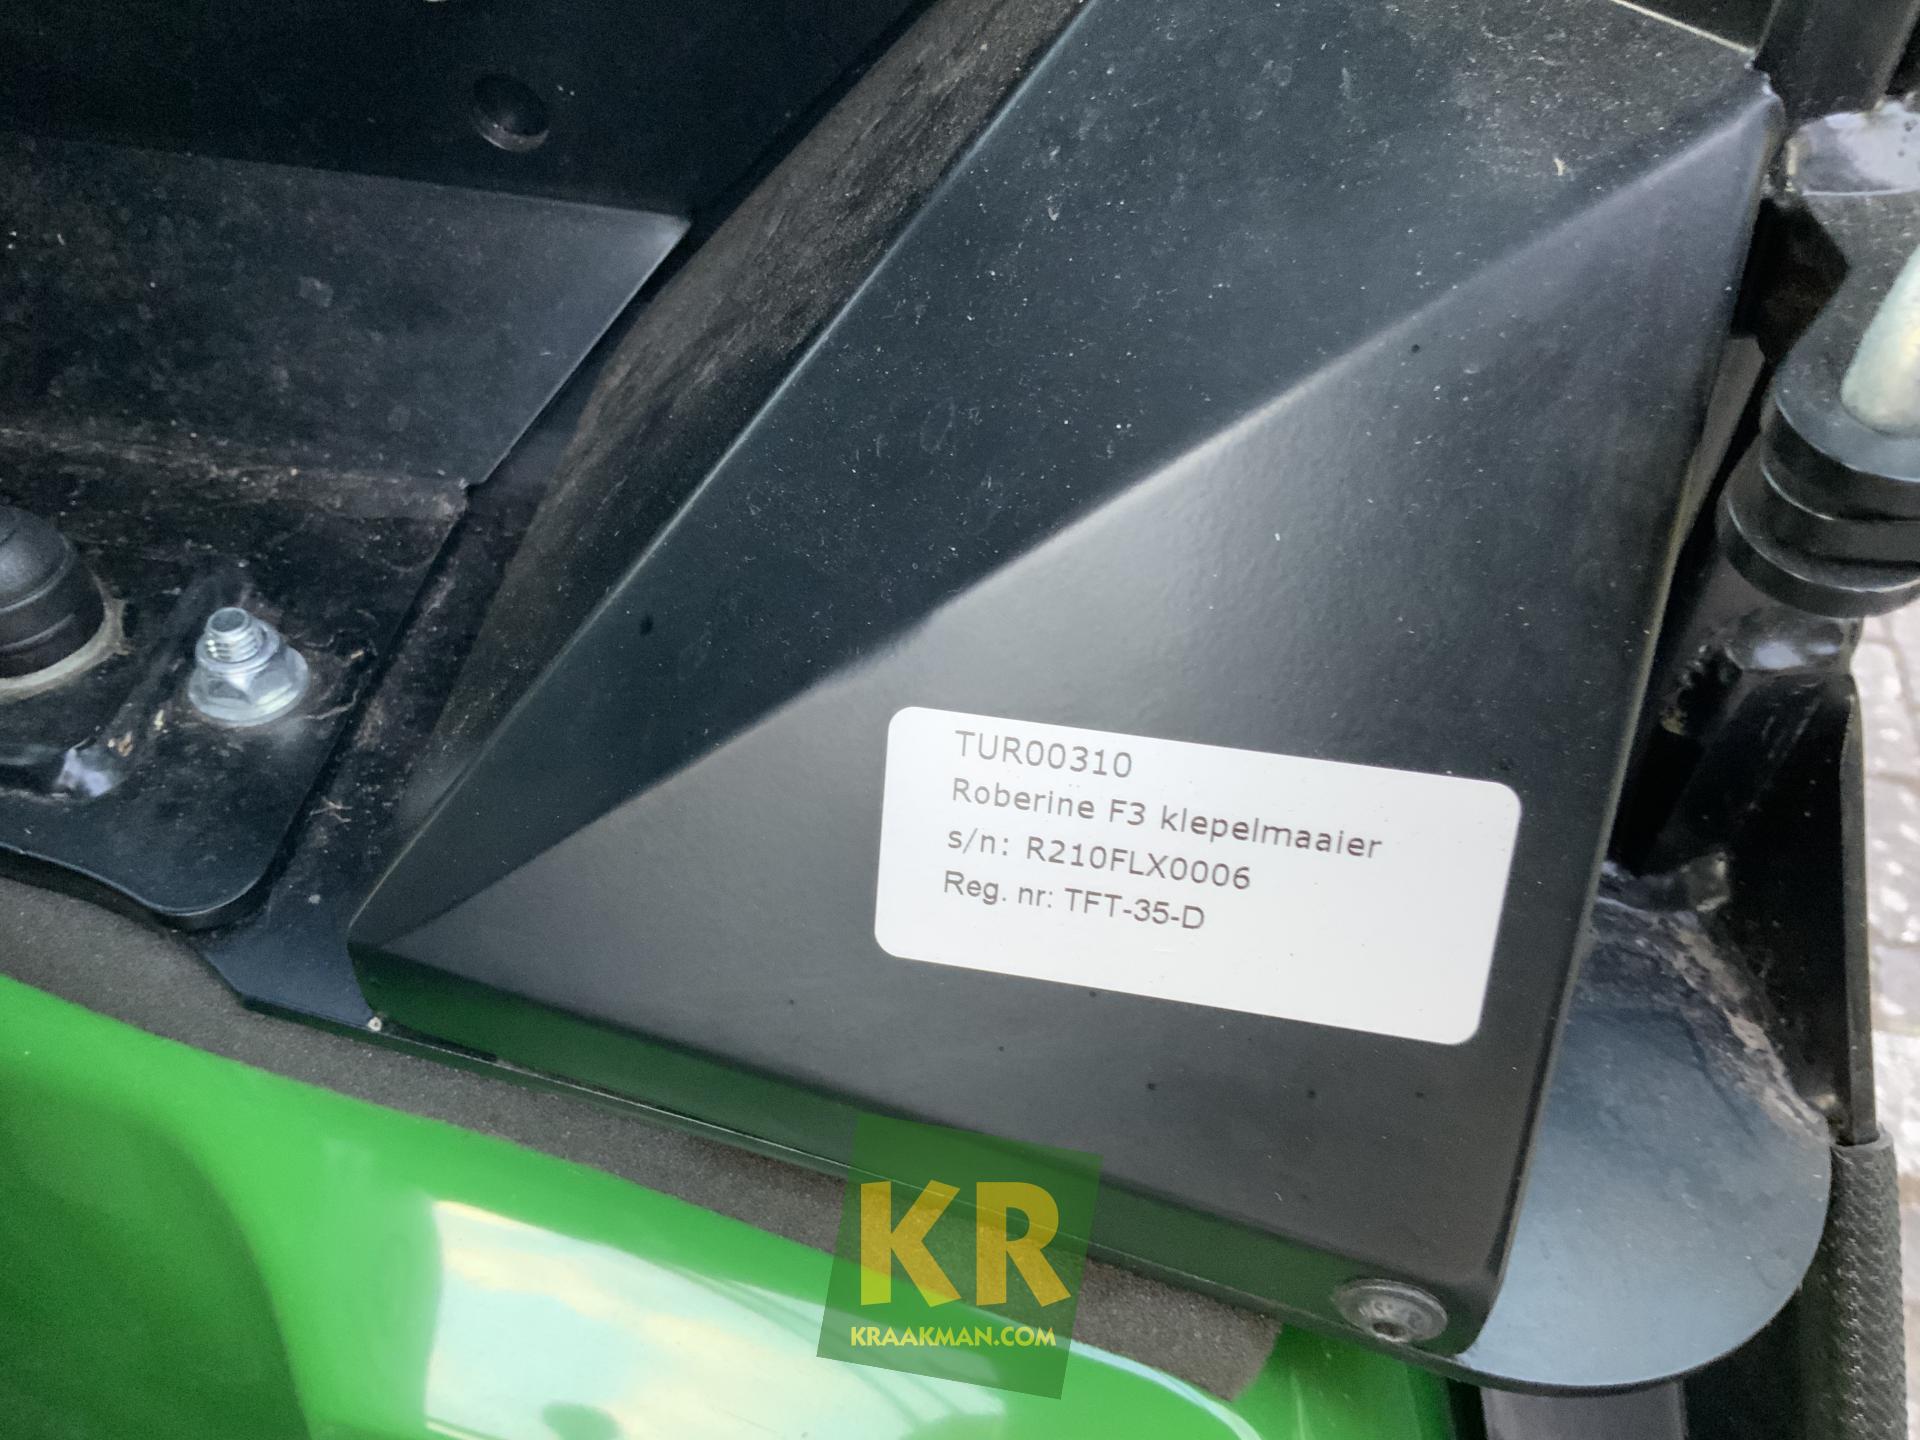 TUR00310
Roberine F3 klepelmaaier
s/n: R210FLX0006
Reg. nr: TFT-35-D
KR
KRAAKMAN.COM